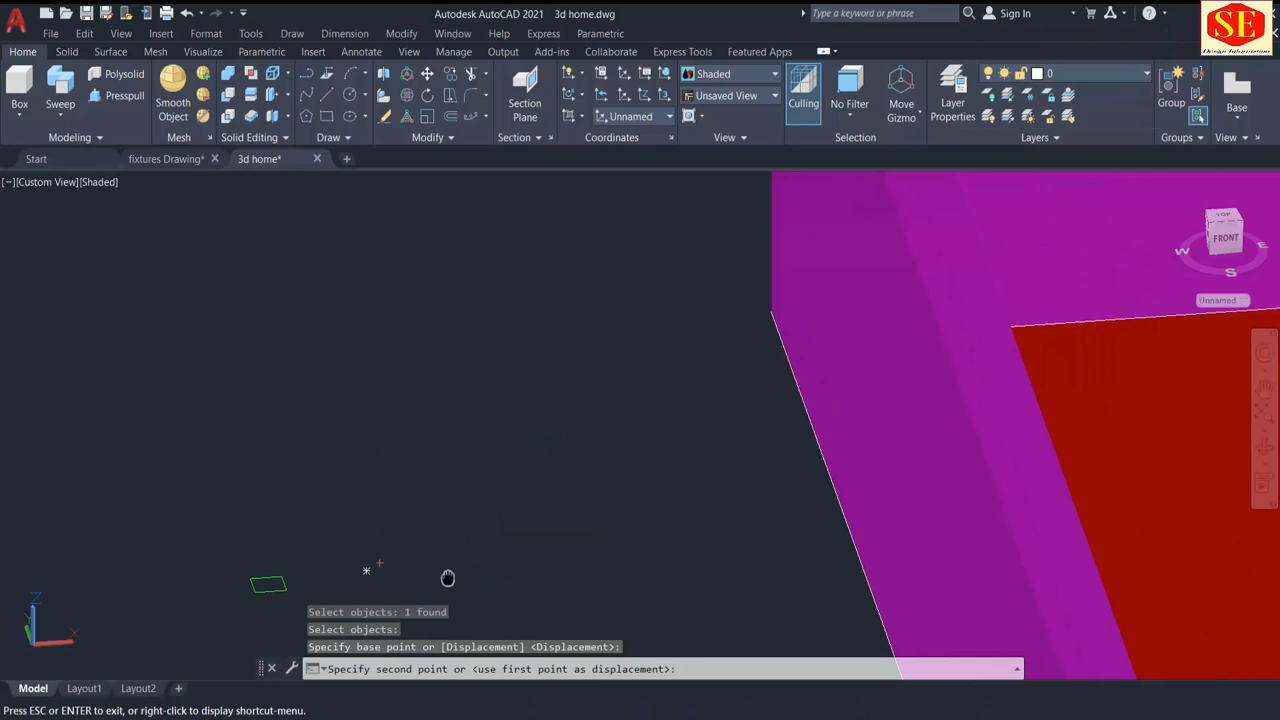 Autodesk AutoCAD 2021 3d home.dwg
Type a keyword or phrase
Sign In
SE
Design Information
File Edit View Insert Format Tools Draw Dimension Modify Window Help Express Parametric
Home Solid Surface Mesh Visualize Parametric Insert Annotate View Manage Output Add-ins Collaborate Express Tools Featured Apps
Box
Sweep
Polysolid
Presspull
Smooth
Object
Section
Plane
Shaded
Unsaved View
Unnamed
Culling
No Filter
Move
Gizmo
Layer
Properties
0
Group
Base
Modeling Mesh Solid Editing Draw Modify Section Coordinates View Selection Layers Groups View
Start fixtures Drawing* 3d home*
[−][Custom View][Shaded]
TOP
FRONT
W E
S
Unnamed
Z
Y
X
Select objects: 1 found
Select objects:
Specify base point or [Displacement] <Displacement>:
Specify second point or <use first point as displacement>:
Model Layout1 Layout2 +
Press ESC or ENTER to exit, or right-click to display shortcut-menu.